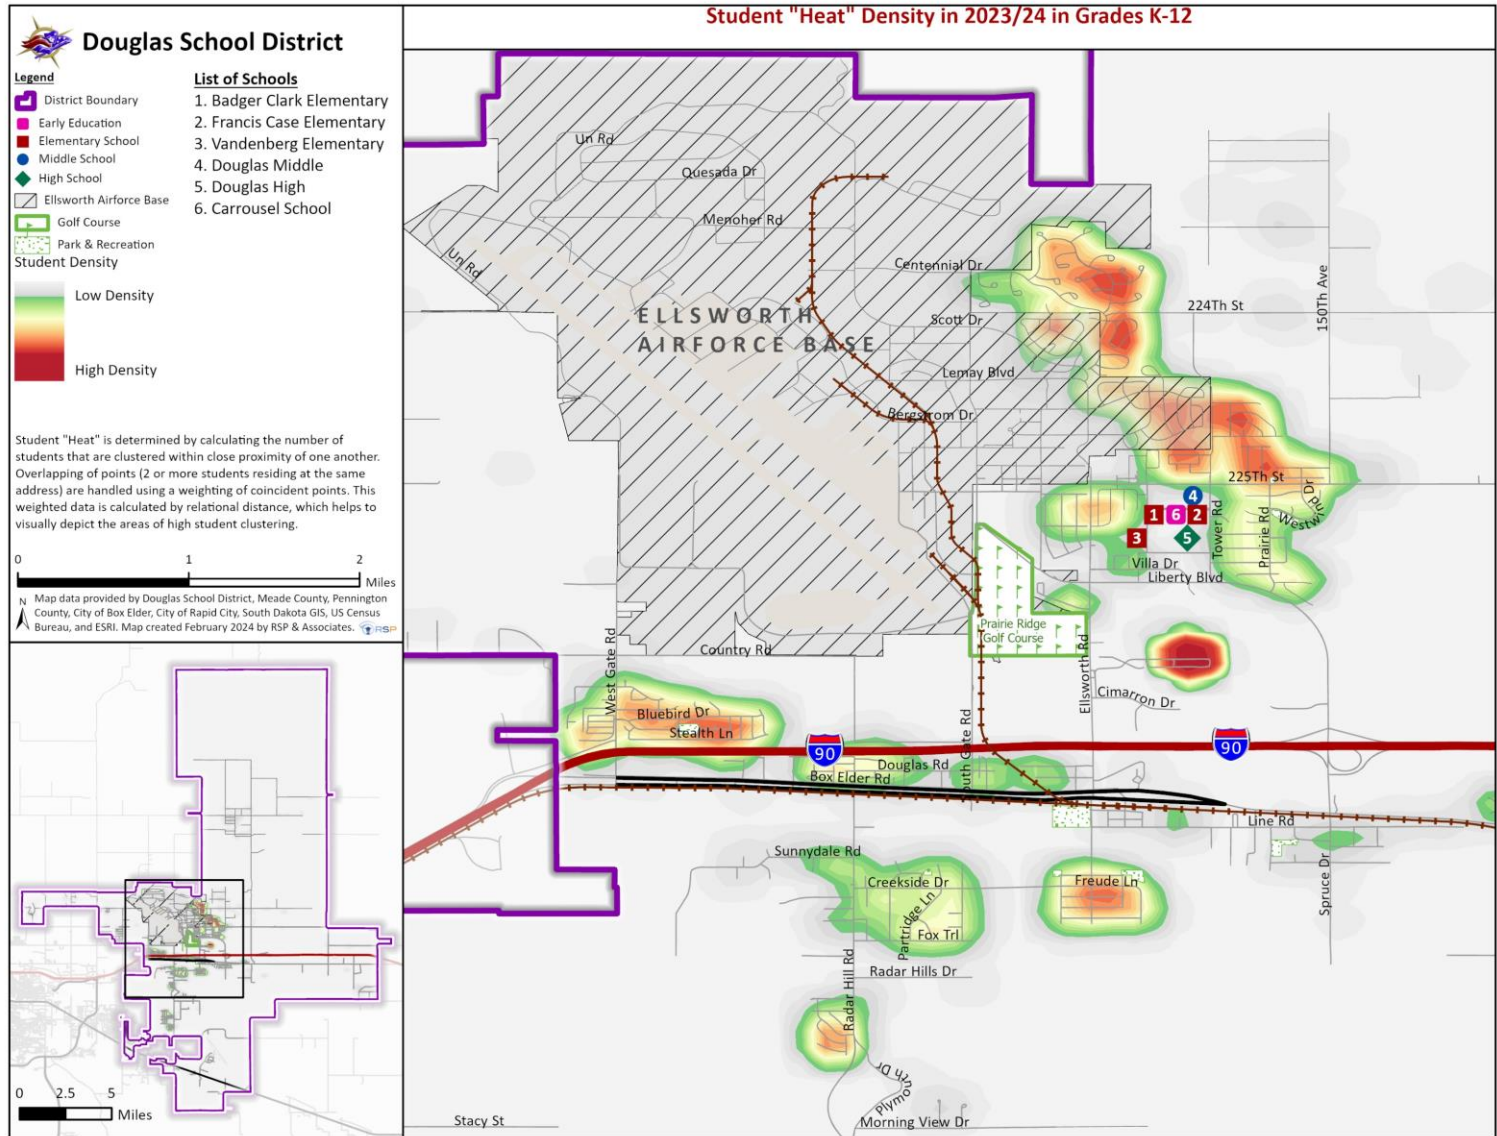 Student "Heat" Density in 2023/24 in Grades K-12
Douglas School District
Legend
District Boundary
Early Education
Elementary School
Middle School
High School
Ellsworth Airforce Base
Golf Course
Park & Recreation
Student Density
Low Density
High Density
List of Schools
1. Badger Clark Elementary
2. Francis Case Elementary
3. Vandenberg Elementary
4. Douglas Middle
5. Douglas High
6. Carrousel School
Student "Heat" is determined by calculating the number of
students that are clustered within close proximity of one another.
Overlapping of points (2 or more students residing at the same
address) are handled using a weighting of coincident points. This
weighted data is calculated by relational distance, which helps to
visually depict the areas of high student clustering.
0 1 2
Miles
N
Map data provided by Douglas School District, Meade County, Pennington
County, City of Box Elder, City of Rapid City, South Dakota GIS, US Census
Bureau, and ESRI. Map created February 2024 by RSP & Associates.
RSP
0 2.5 5
Miles
Un Rd
Quesada Dr
Menoher Rd
Un Rd
Centennial Dr
ELLSWORTH
AIRFORCE BASE
Scott Dr
224Th St
150Th Ave
Lemay Blvd
Bergstrom Dr
225Th St
Westwind Dr
4
1 6 2
3 5
Tower Rd
Prairie Rd
Villa Dr
Liberty Blvd
Prairie Ridge
Golf Course
Country Rd
West Gate Rd
Ellsworth Rd
Cimarron Dr
Bluebird Dr
Stealth Ln
South Gate Rd
90
90
Douglas Rd
Box Elder Rd
Line Rd
Sunnydale Rd
Creekside Dr
Partridge Ln
Fox Trl
Freude Ln
Spruce Dr
Radar Hills Dr
Radar Hill Rd
Plymouth Dr
Stacy St
Morning View Dr